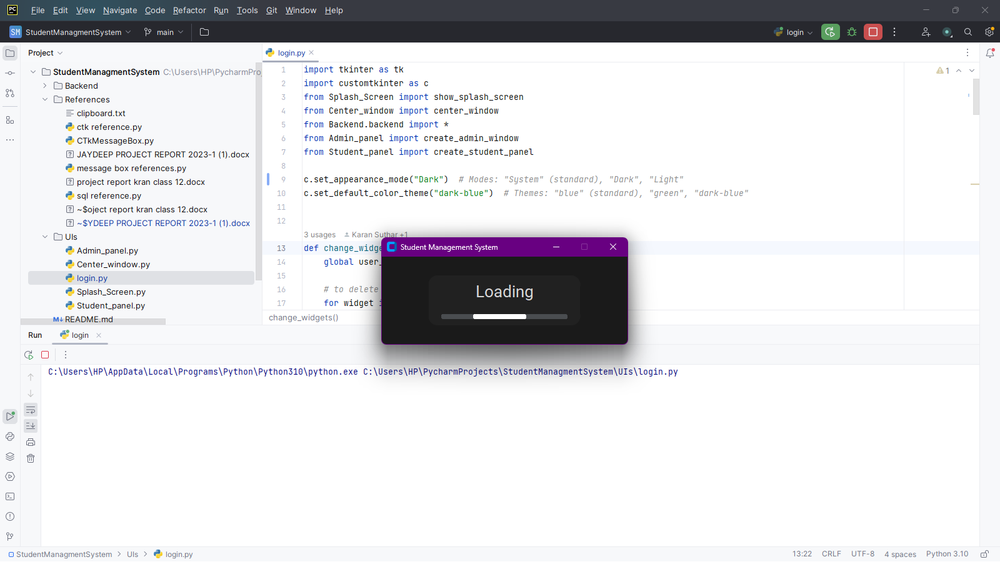 PC File Edit View Navigate Code Refactor Run Tools Git Window Help
SM StudentManagmentSystem main login
Project
login.py
StudentManagmentSystem C:\Users\HP\PycharmPro
Backend
References
clipboard.txt
ctk reference.py
CTkMessageBox.py
JAYDEEP PROJECT REPORT 2023-1 (1).docx
message box references.py
project report kran class 12.docx
sql reference.py
~$oject report kran class 12.docx
~$YDEEP PROJECT REPORT 2023-1 (1).docx
UIs
Admin_panel.py
Center_window.py
login.py
Splash_Screen.py
Student_panel.py
M↓ README.md
1 import tkinter as tk
2 import customtkinter as c
3 from Splash_Screen import show_splash_screen
4 from Center_window import center_window
5 from Backend.backend import *
6 from Admin_panel import create_admin_window
7 from Student_panel import create_student_panel
8
9 c.set_appearance_mode("Dark")  # Modes: "System" (standard), "Dark", "Light"
10 c.set_default_color_theme("dark-blue")  # Themes: "blue" (standard), "green", "dark-blue"
11
12
3 usages Karan Suthar +1
13 def change_widge
14 global user_
15
16 # to delete
17 for widget i
1
change_widgets()
Student Management System
Loading
Run login
C:\Users\HP\AppData\Local\Programs\Python\Python310\python.exe C:\Users\HP\PycharmProjects\StudentManagmentSystem\UIs\login.py
StudentManagmentSystem > UIs > login.py
13:22 CRLF UTF-8 4 spaces Python 3.10